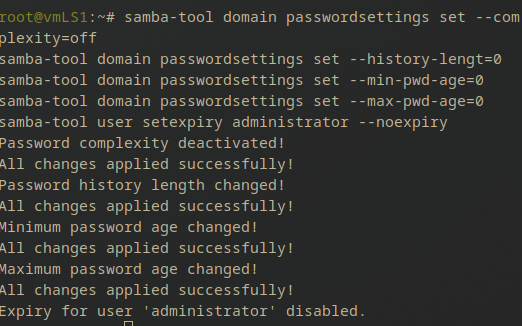 root@vmLS1:~# samba-tool domain passwordsettings set --com
plexity=off
samba-tool domain passwordsettings set --history-lengt=0
samba-tool domain passwordsettings set --min-pwd-age=0
samba-tool domain passwordsettings set --max-pwd-age=0
samba-tool user setexpiry administrator --noexpiry
Password complexity deactivated!
All changes applied successfully!
Password history length changed!
All changes applied successfully!
Minimum password age changed!
All changes applied successfully!
Maximum password age changed!
All changes applied successfully!
Expiry for user 'administrator' disabled.